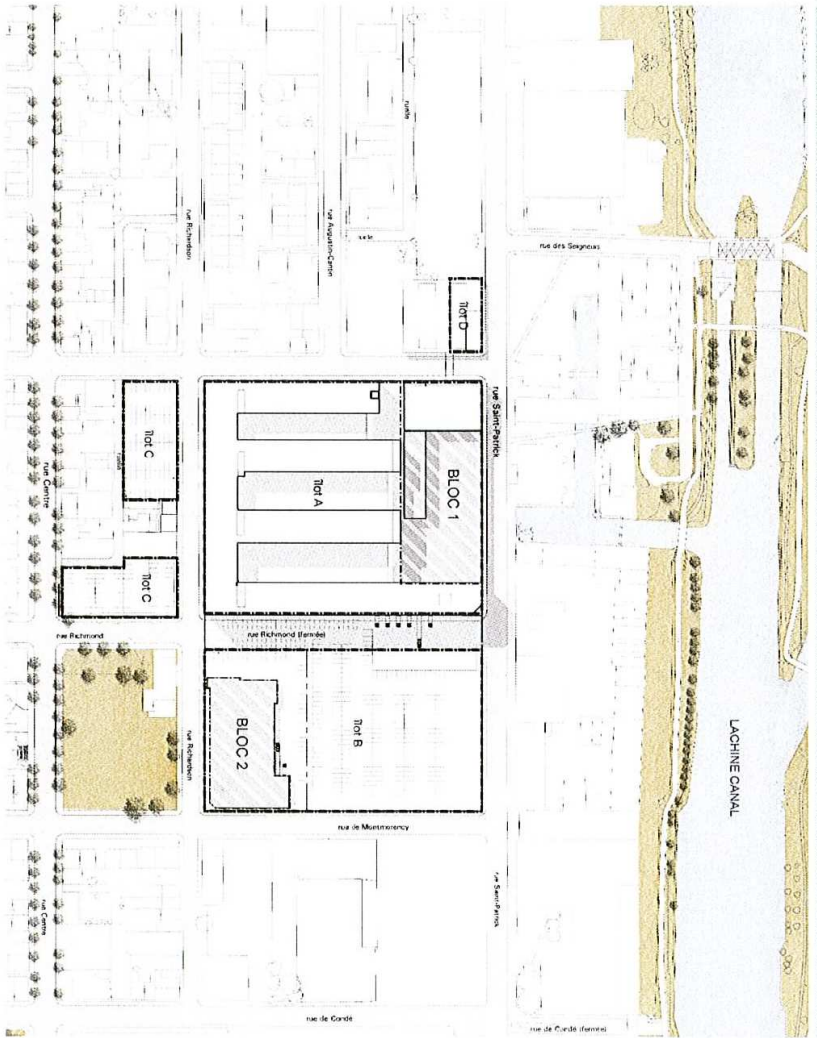 ruelle
rue Richardson
rue Augustin-Cantin
ruelle
rue des Seigneurs
îlot D
rue Saint-Patrick
BLOC 1
îlot C
rue Centre
îlot A
îlot C
rue Richmond
rue Richmond (fermée)
BLOC 2
îlot B
rue Richardson
LACHINE CANAL
rue de Montmorency
rue Saint-Patrick
rue Centre
rue de Condé
rue de Condé (fermée)